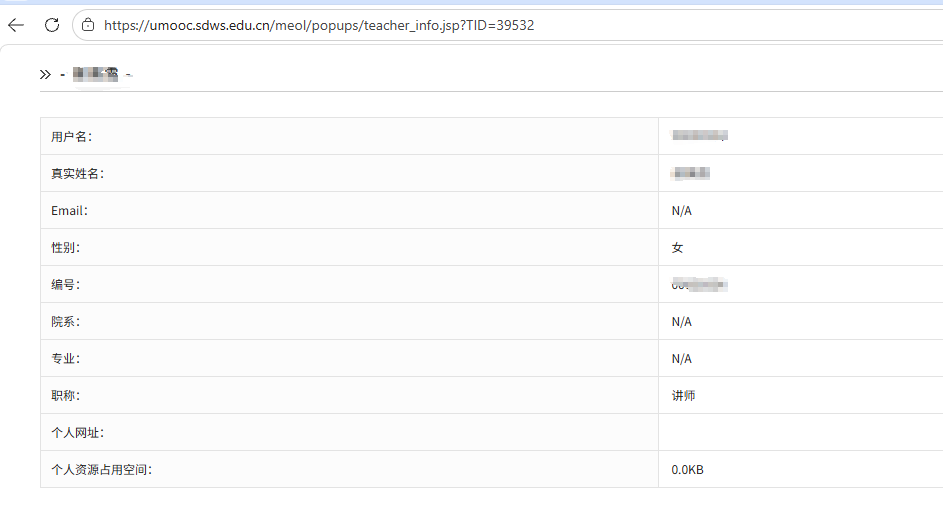 https://umooc.sdws.edu.cn/meol/popups/teacher_info.jsp?TID=39532
» - -
用户名：
真实姓名：
Email： N/A
性别： 女
编号：
院系： N/A
专业： N/A
职称： 讲师
个人网址：
个人资源占用空间： 0.0KB